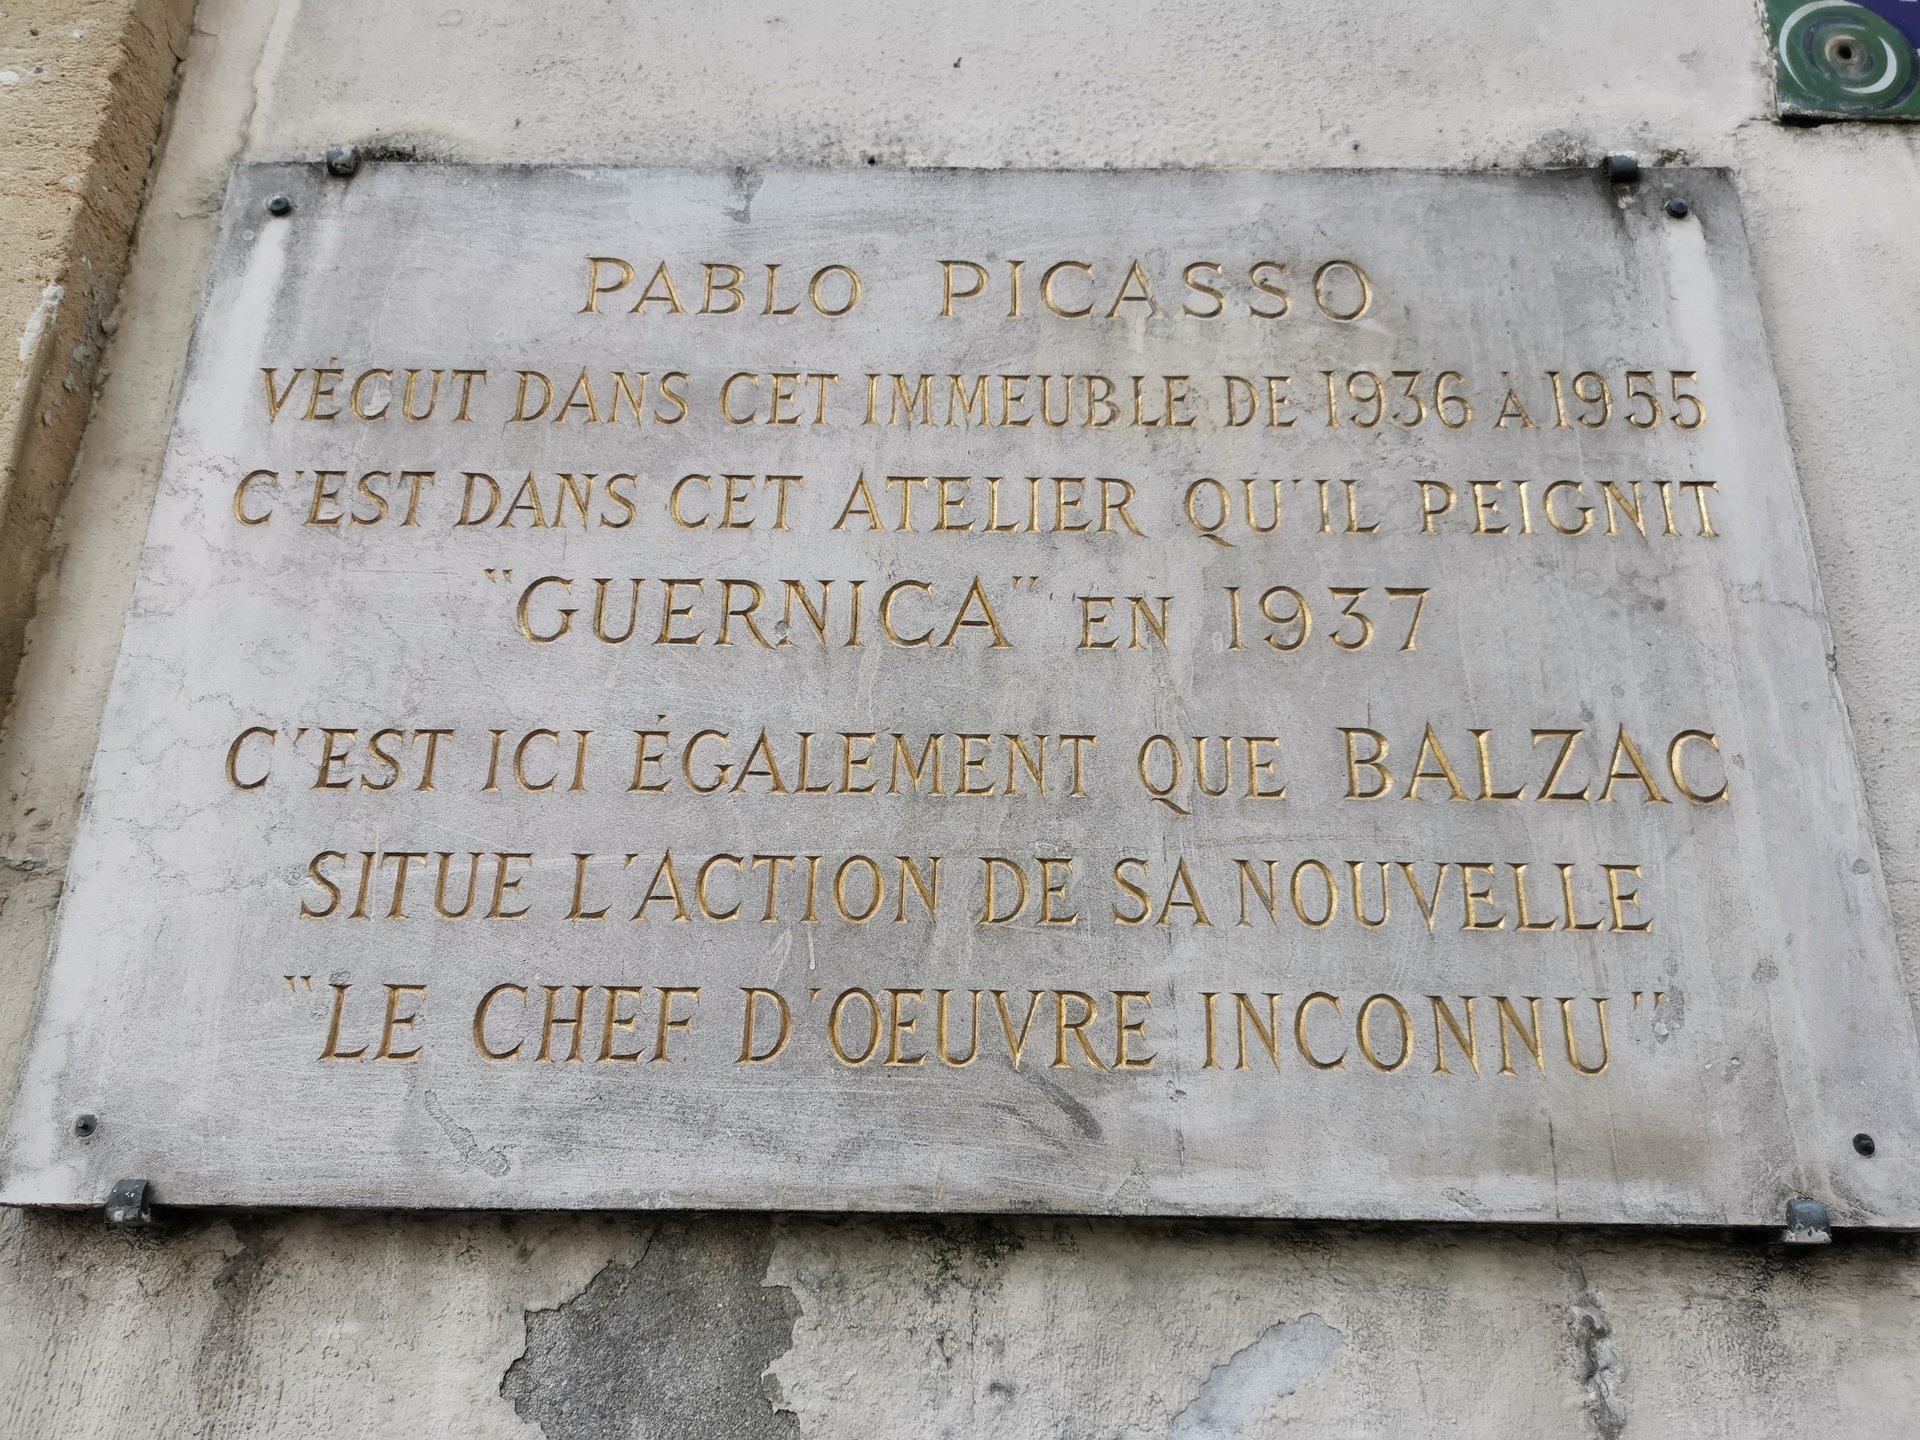 PABLO PICASSO
VÉCUT DANS CET IMMEUBLE DE 1936 À 1955
C'EST DANS CET ATELIER QU'IL PEIGNIT
"GUERNICA" EN 1937
C'EST ICI ÉGALEMENT QUE BALZAC
SITUE L'ACTION DE SA NOUVELLE
"LE CHEF D'OEUVRE INCONNU"